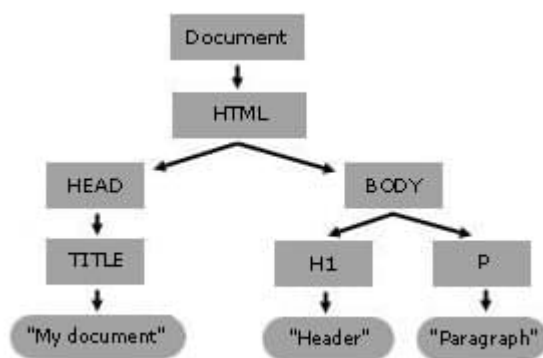 Document
HTML
HEAD
BODY
TITLE
H1
P
"My document"
"Header"
"Paragraph"